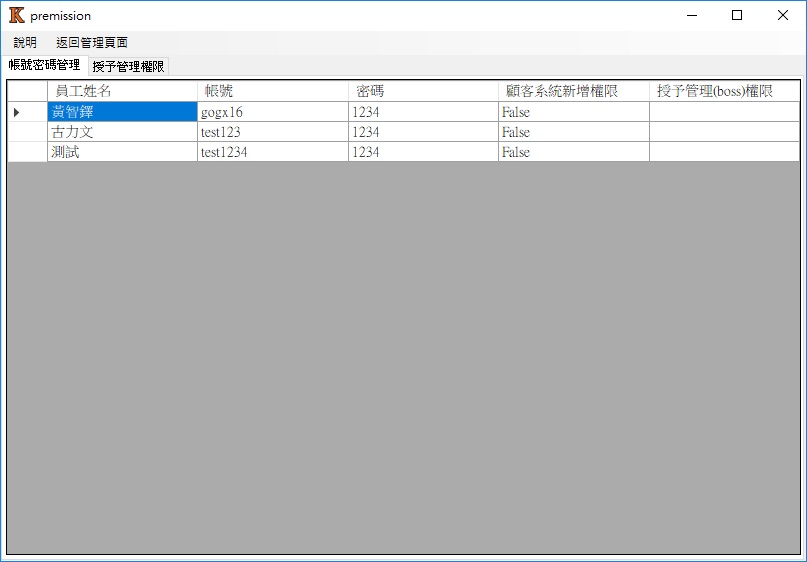 premission
說明 返回管理頁面
帳號密碼管理 授予管理權限
員工姓名 帳號 密碼 顧客系統新增權限 授予管理(boss)權限
黃智鐸 gogx16 1234 False
古力文 test123 1234 False
測試 test1234 1234 False